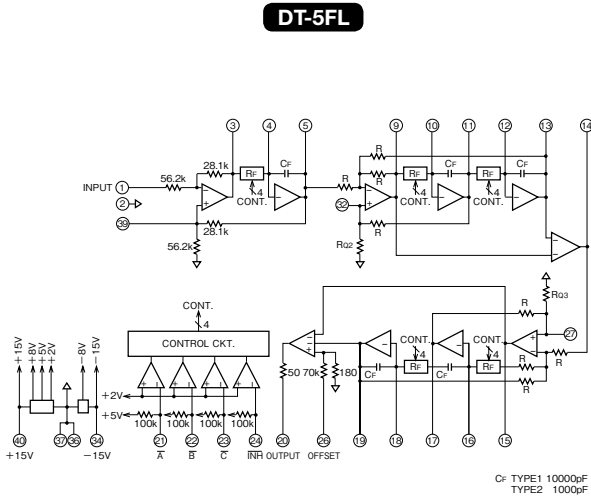 DT-5FL
3 4 5 9 10 11 12 13 14
R
28.1k RF CF R RF CF RF CF
INPUT 1 56.2k 4 R R 4 4
2 CONT. CONT. CONT.
39 28.1k 32
56.2k RQ2
RQ3
CONT. R
4 27
+15V +8V +5V +2V −8V −15V
CONTROL CKT. CONT. CONT. R
50 70k 180 4 4
+2V CF RF CF RF R
+5V R
100k 100k 100k 100k
40 37 36 34 21 22 23 24 20 26 19 18 17 16 15
+15V −15V A B C INH OUTPUT OFFSET
CF TYPE1 10000pF
TYPE2 1000pF